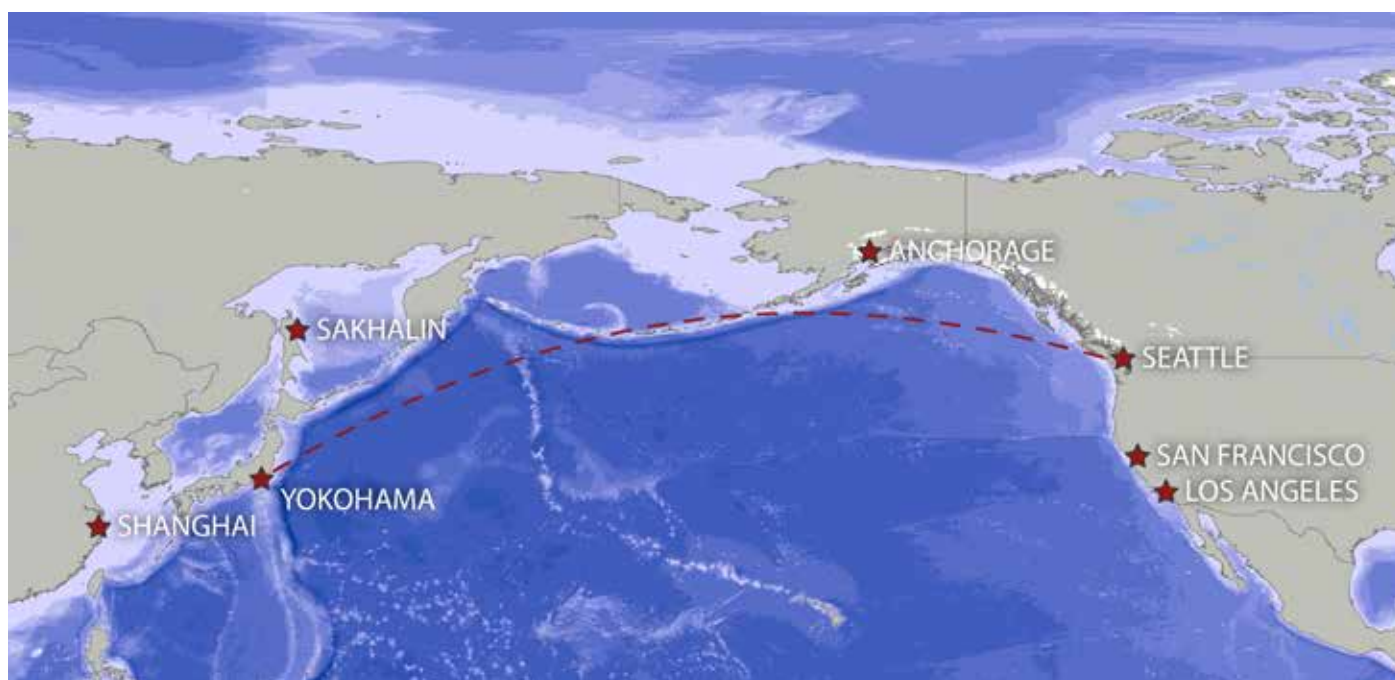 ANCHORAGE
SAKHALIN
SEATTLE
SAN FRANCISCO
LOS ANGELES
YOKOHAMA
SHANGHAI